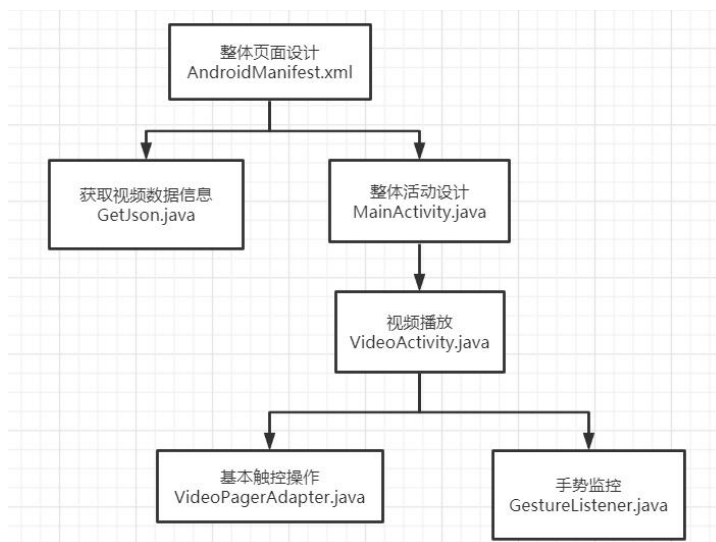 整体页面设计
AndroidManifest.xml
获取视频数据信息
GetJson.java
整体活动设计
MainActivity.java
视频播放
VideoActivity.java
基本触控操作
VideoPagerAdapter.java
手势监控
GestureListener.java